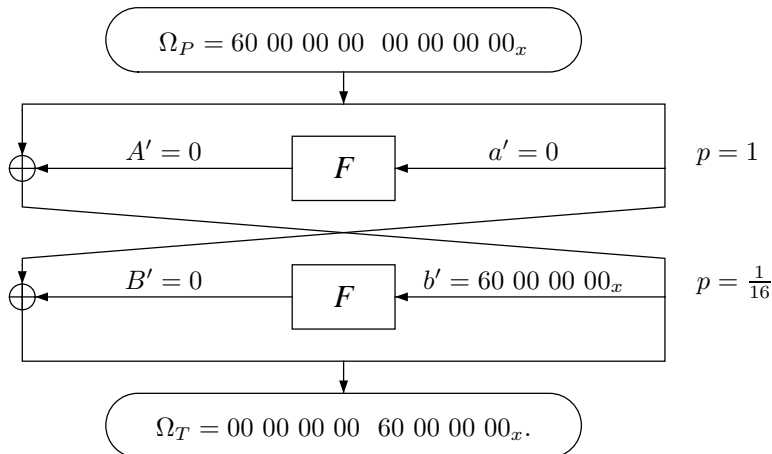 Ω_P = 60 00 00 00 00 00 00 00_x
A′ = 0 F a′ = 0 p = 1
B′ = 0 F b′ = 60 00 00 00_x p = 1/16
Ω_T = 00 00 00 00 60 00 00 00_x.